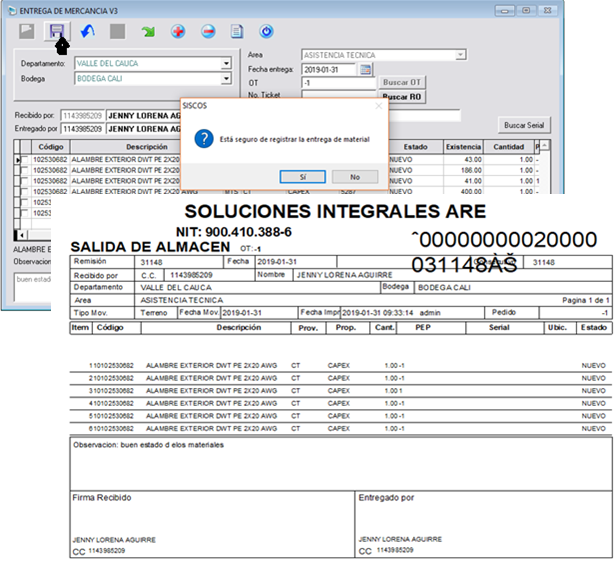 ENTREGA DE MERCANCIA V3
Departamento: VALLE DEL CAUCA
Bodega BODEGA CALI
Area ASISTENCIA TECNICA
Fecha entrega: 2019-01-31
OT -1 Buscar OT
No. Ticket Buscar RO
Recibido por 1143985209 JENNY LORENA AG
Entregado por 1143985209 JENNY LORENA AG
Buscar Serial
SISCOS
Está seguro de registrar la entrega de material
Sí No
Código Descripción Estado Existencia Cantidad P
102530682 ALAMBRE EXTERIOR DWT PE 2X20 NUEVO 43.00 1.00 -
102530682 ALAMBRE EXTERIOR DWT PE 2X20 NUEVO 186.00 1.00 -
102530682 ALAMBRE EXTERIOR DWT PE 2X20 NUEVO 41.00 1.00 1
102530682 ALAMBRE EXTERIOR DWT PE 2X20 AWG MTS CT CAPEX 5287 NUEVO 400.00 1.00 -
10253
10253
ALAMBRE E
Observacion
buen estado
SOLUCIONES INTEGRALES ARE
NIT: 900.410.388-6
SALIDA DE ALMACEN OT:-1
ˆ00000000020000
031148ÀŠ
Remisión 31148 Fecha 2019-01-31 31148
Recibido por C.C. 1143985209 Nombre JENNY LORENA AGUIRRE
Departamento VALLE DEL CAUCA Bodega BODEGA CALI
Area ASISTENCIA TECNICA Pagina 1 de 1
Tipo Mov. Terreno Fecha Mov. 2019-01-31 Fecha Impr 2019-01-31 09:33:14 admin Pedido -1
Item Código Descripción Prov. Prop. Cant. PEP Serial Ubic. Estado
1 10102530682 ALAMBRE EXTERIOR DWT PE 2X20 AWG CT CAPEX 1.00 -1 NUEVO
2 10102530682 ALAMBRE EXTERIOR DWT PE 2X20 AWG CT CAPEX 1.00 -1 NUEVO
3 10102530682 ALAMBRE EXTERIOR DWT PE 2X20 AWG CT CAPEX 1.00 1 NUEVO
4 10102530682 ALAMBRE EXTERIOR DWT PE 2X20 AWG CT CAPEX 1.00 -1 NUEVO
5 10102530682 ALAMBRE EXTERIOR DWT PE 2X20 AWG CT CAPEX 1.00 -1 NUEVO
6 10102530682 ALAMBRE EXTERIOR DWT PE 2X20 AWG CT CAPEX 1.00 -1 NUEVO
Observacion: buen estado d elos materiales
Firma Recibido Entregado por
JENNY LORENA AGUIRRE JENNY LORENA AGUIRRE
CC 1143985209 CC 1143985209